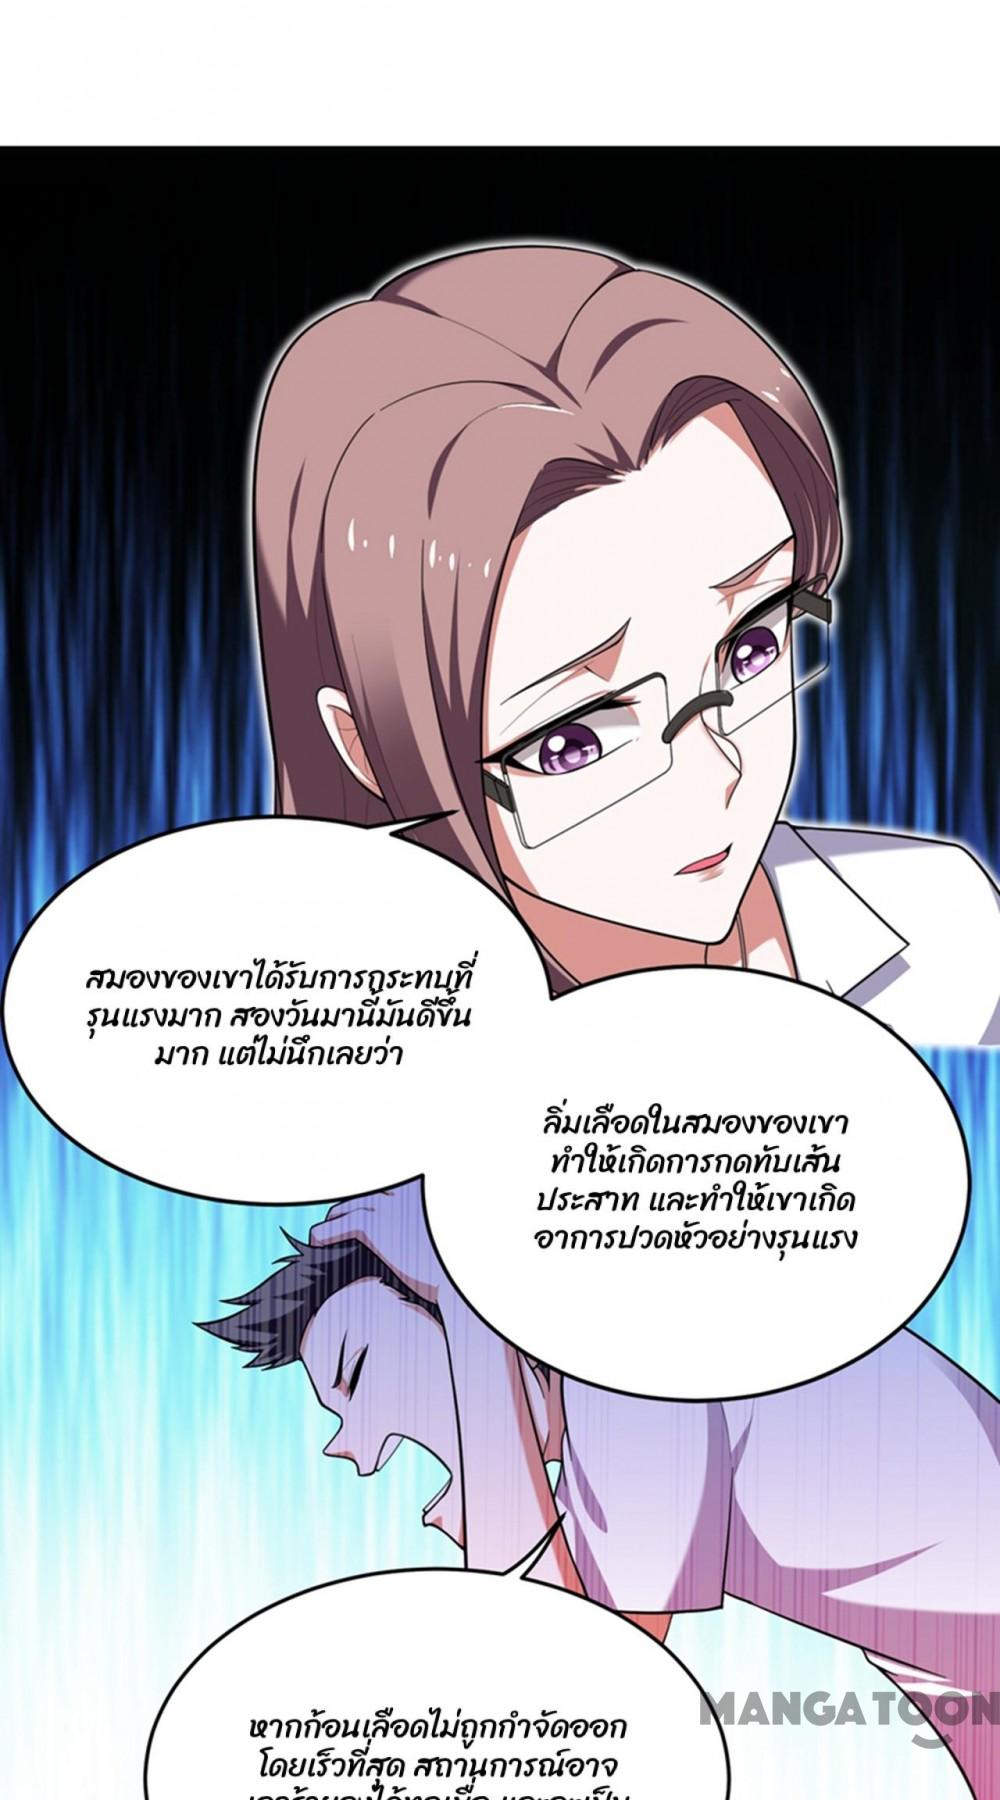 สมองของเขาได้รับการกระทบที่
รุนแรงมาก สองวันมานี้มันดีขึ้น
มาก แต่ไม่นึกเลยว่า
ลิ่มเลือดในสมองของเขา
ทำให้เกิดการกดทับเส้น
ประสาท และทำให้เขาเกิด
อาการปวดหัวอย่างรุนแรง
หากก้อนเลือดไม่ถูกกำจัดออก
โดยเร็วที่สุด สถานการณ์อาจ
MANGATOON